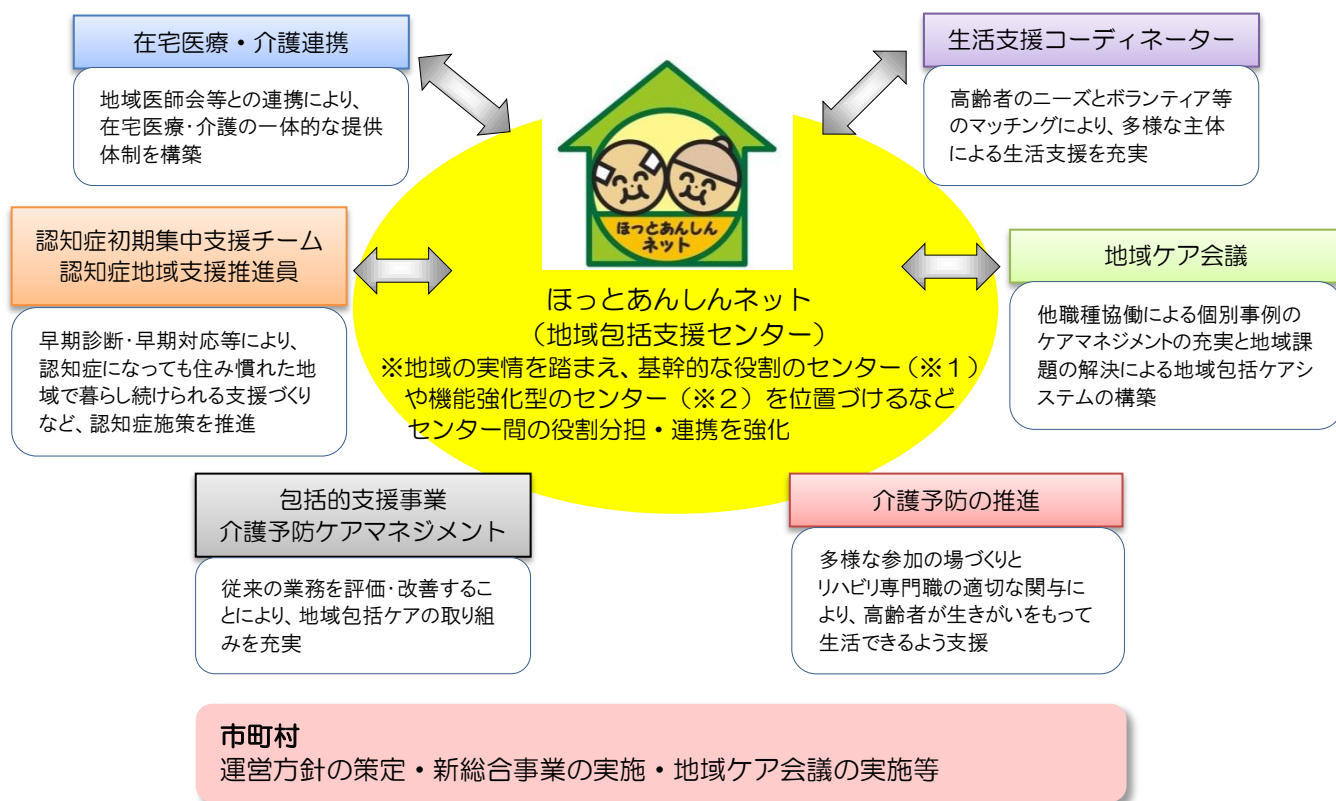 在宅医療・介護連携
地域医師会等との連携により、
在宅医療・介護の一体的な提供
体制を構築
生活支援コーディネーター
高齢者のニーズとボランティア等
のマッチングにより、多様な主体
による生活支援を充実
認知症初期集中支援チーム
認知症地域支援推進員
早期診断・早期対応等により、
認知症になっても住み慣れた地
域で暮らし続けられる支援づくり
など、認知症施策を推進
ほっとあんしん
ネット
ほっとあんしんネット
（地域包括支援センター）
※地域の実情を踏まえ、基幹的な役割のセンター（※１）
や機能強化型のセンター（※２）を位置づけるなど
センター間の役割分担・連携を強化
地域ケア会議
他職種協働による個別事例の
ケアマネジメントの充実と地域課
題の解決による地域包括ケアシ
ステムの構築
包括的支援事業
介護予防ケアマネジメント
従来の業務を評価・改善するこ
とにより、地域包括ケアの取り組
みを充実
介護予防の推進
多様な参加の場づくりと
リハビリ専門職の適切な関与に
より、高齢者が生きがいをもって
生活できるよう支援
市町村
運営方針の策定・新総合事業の実施・地域ケア会議の実施等